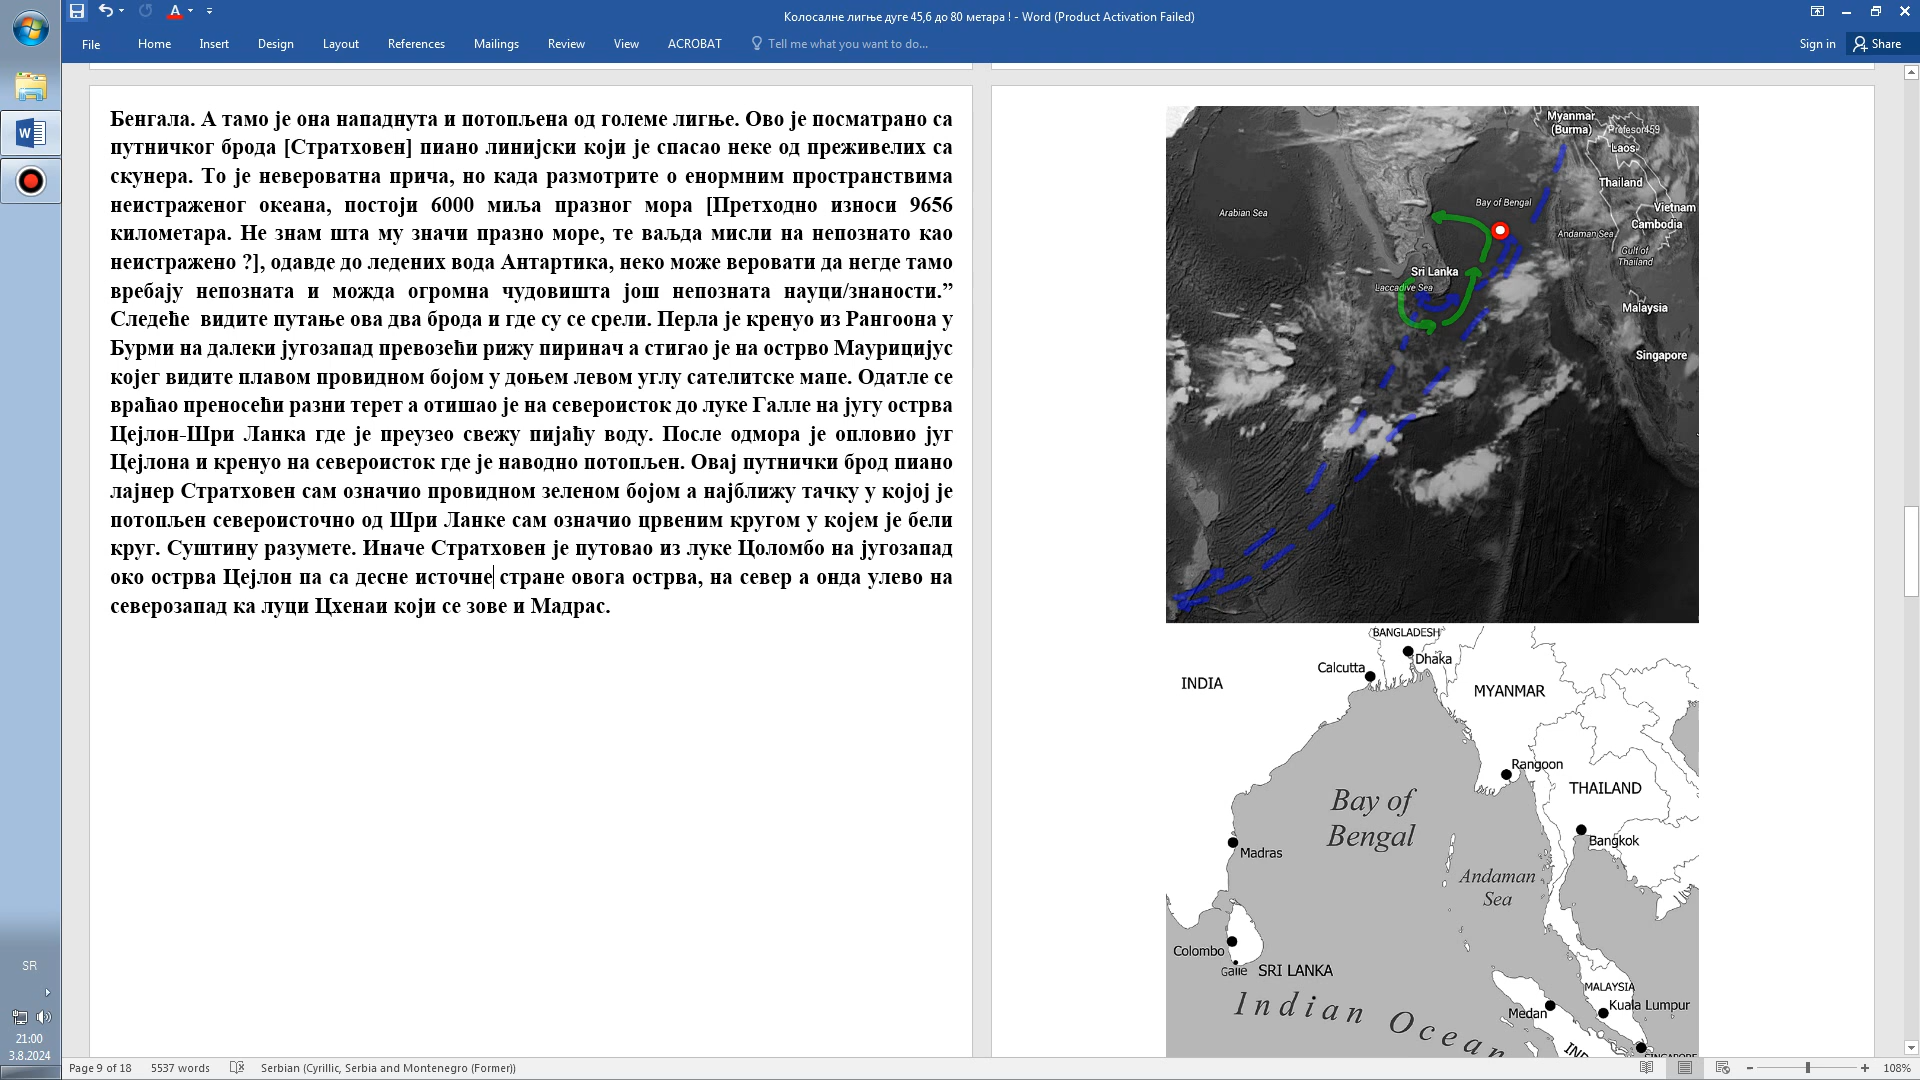 Колосалне лигње дуге 45,6 до 80 метара ! - Word (Product Activation Failed)
File Home Insert Design Layout References Mailings Review View ACROBAT Tell me what you want to do... Sign in Share
Бенгала. А тамо је она нападнута и потопљена од големе лигње. Ово је посматрано са
путничког брода [Стратховен] пиано линијски који је спасао неке од преживелих са
скунера. То је невероватна прича, но када размотрите о енормним пространствима
неистраженог океана, постоји 6000 миља празног мора [Претходно износи 9656
километара. Не знам шта му значи празно море, те ваљда мисли на непознато као
неистражено ?], одавде до ледених вода Антартика, неко може веровати да негде тамо
вребају непозната и можда огромна чудовишта још непозната науци/знаности.”
Следеће видите путање ова два брода и где су се срели. Перла је кренуо из Рангоона у
Бурми на далеки југозапад превозећи рижу пиринач а стигао је на острво Маурицијус
којег видите плавом провидном бојом у доњем левом углу сателитске мапе. Одатле се
враћао преносећи разни терет а отишао је на североисток до луке Галле на југу острва
Цејлон-Шри Ланка где је преузео свежу пијаћу воду. После одмора је опловио југ
Цејлона и кренуо на североисток где је наводно потопљен. Овај путнички брод пиано
лајнер Стратховен сам означио провидном зеленом бојом а најближу тачку у којој је
потопљен североисточно од Шри Ланке сам означио црвеним кругом у којем је бели
круг. Суштину разумете. Иначе Стратховен је путовао из луке Цоломбо на југозапад
око острва Цејлон па са десне источне стране овога острва, на север а онда улево на
северозапад ка луци Цхенаи који се зове и Мадрас.
Myanmar
(Burma)
Profesor459
Laos
Thailand
Bay of Bengal
Arabian Sea
Vietnam
Cambodia
Andaman Sea
Gulf of
Thailand
Sri Lanka
Laccadive Sea
Malaysia
Singapore
BANGLADESH
Dhaka
Calcutta
INDIA
MYANMAR
Rangoon
THAILAND
Bay of
Bengal
Bangkok
Madras
Andaman
Sea
Colombo
Galle
SRI LANKA
MALAYSIA
Kuala Lumpur
Medan
Indian Ocean
SINGAPORE
SR
21:00
3.8.2024
Page 9 of 18 5537 words Serbian (Cyrillic, Serbia and Montenegro (Former)) 108%